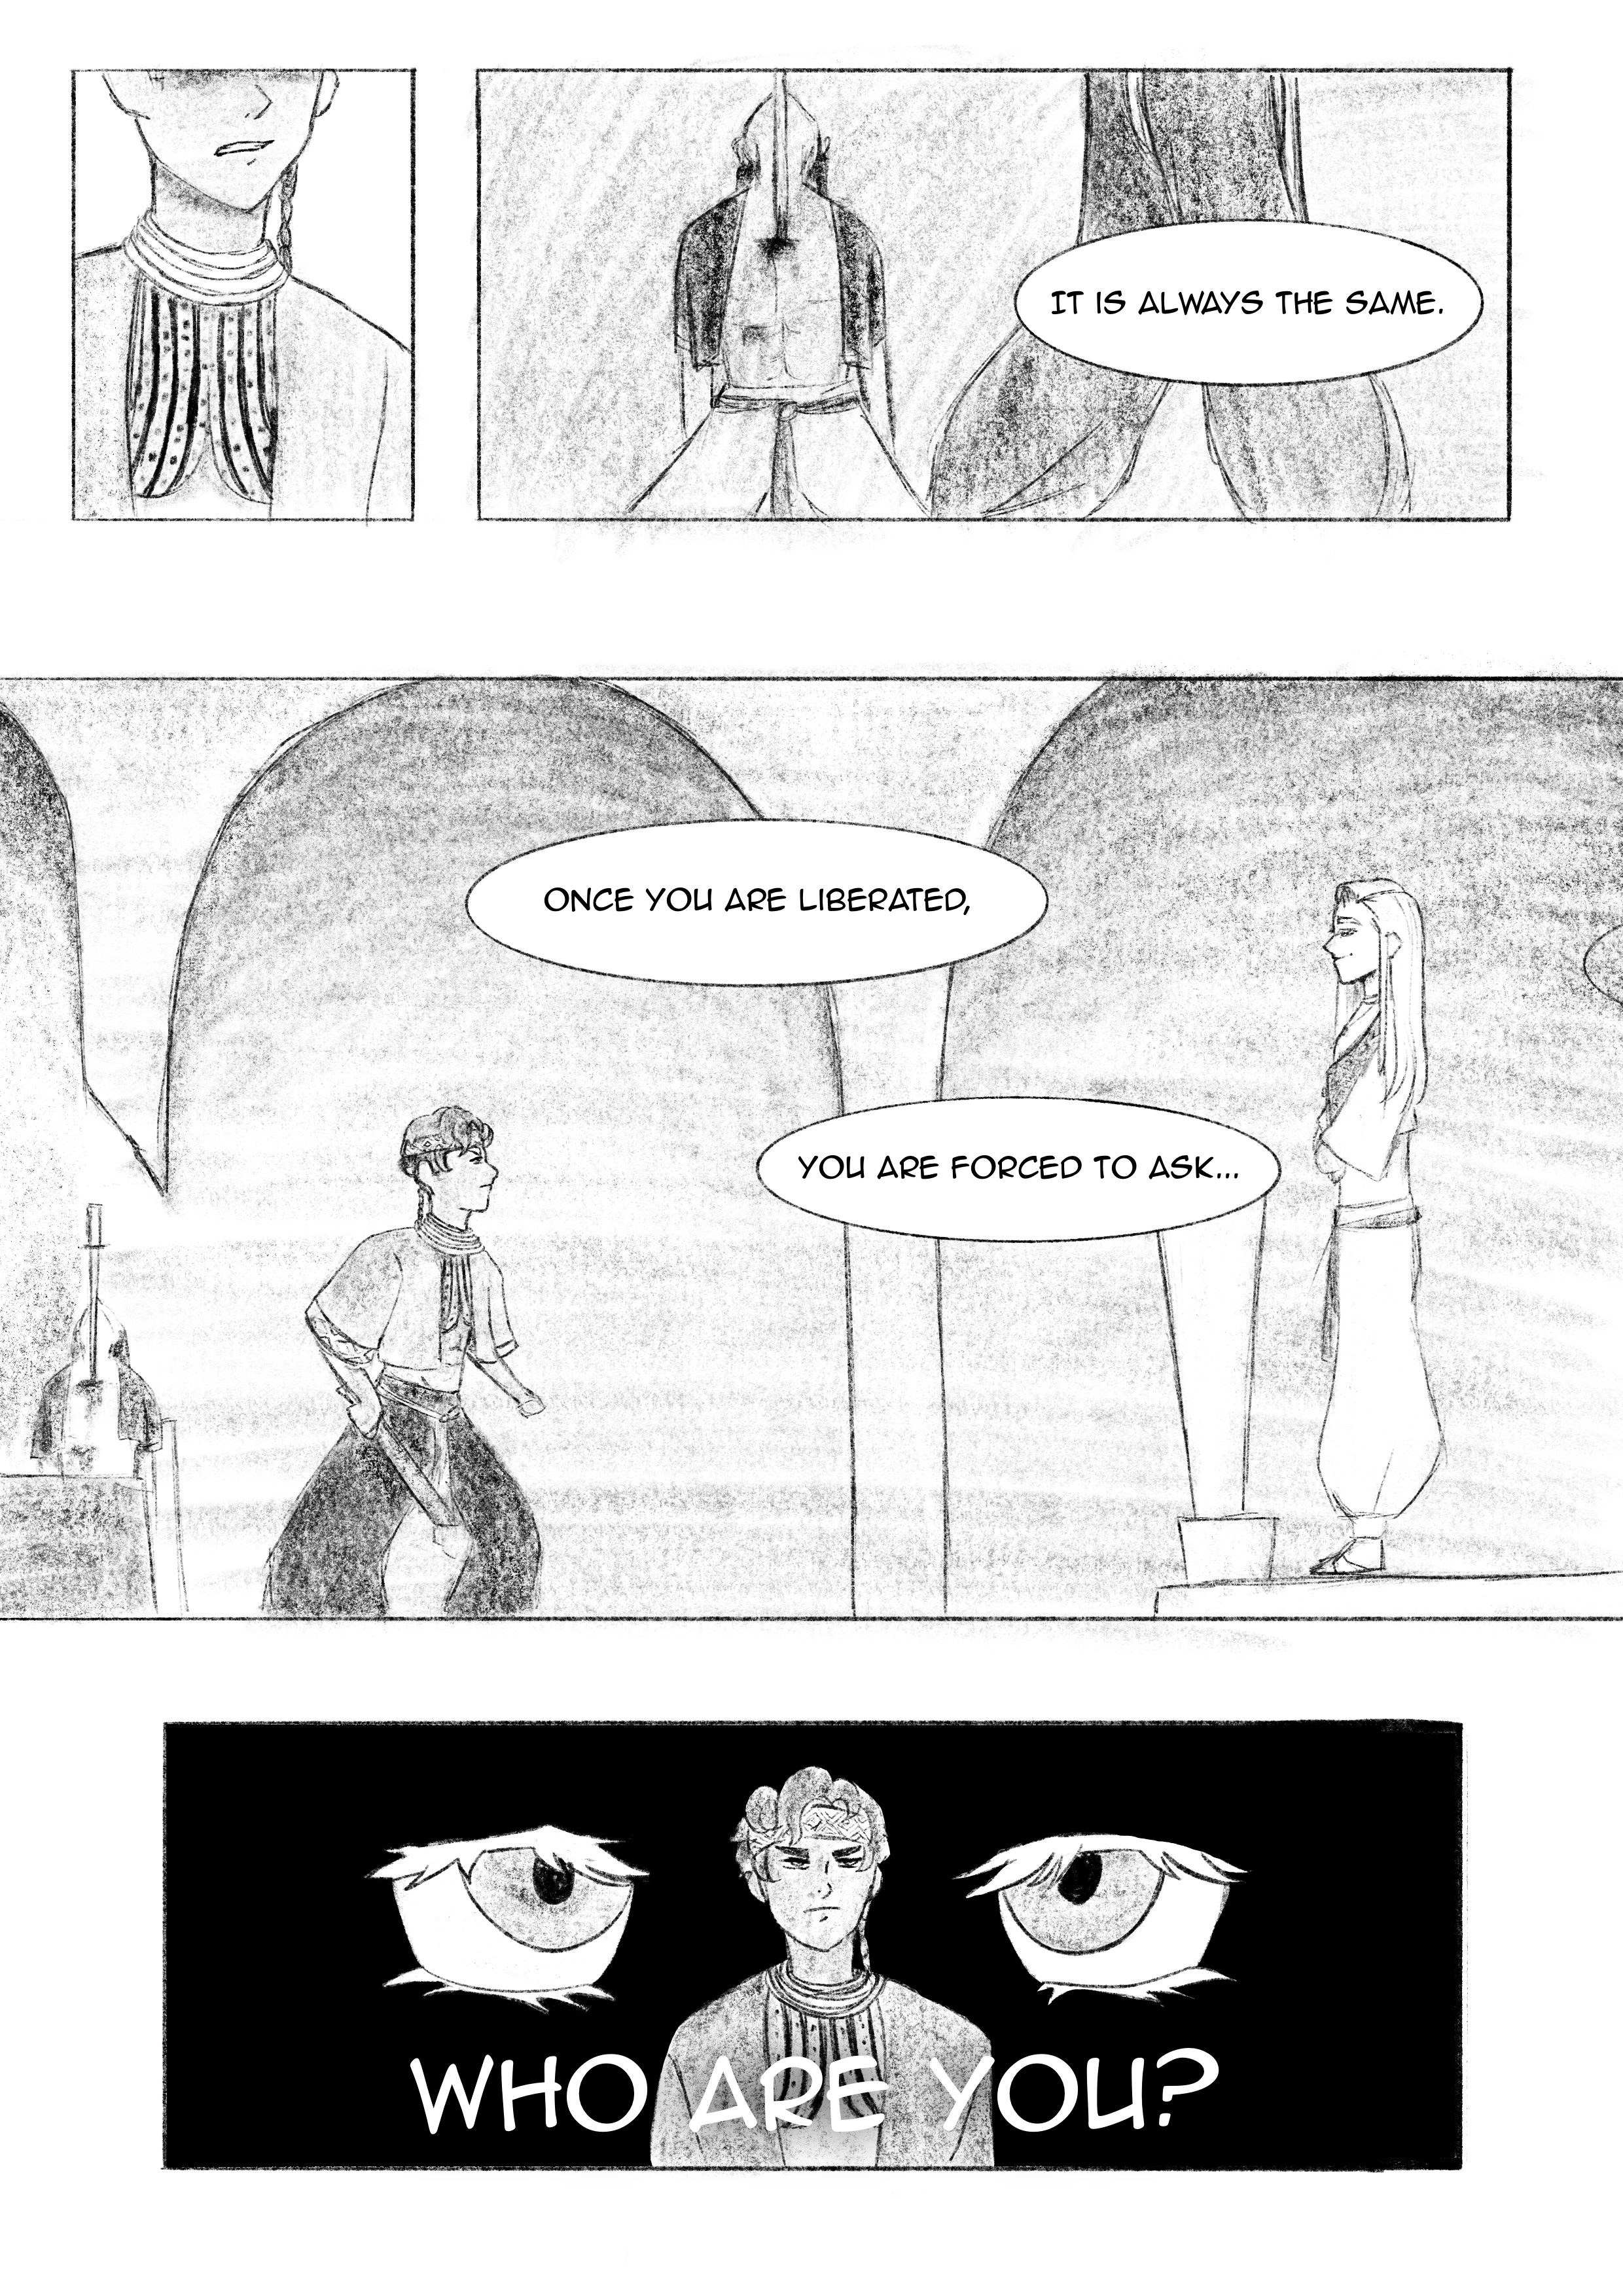 IT IS ALWAYS THE SAME.
ONCE YOU ARE LIBERATED,
YOU ARE FORCED TO ASK...
WHO ARE YOU?